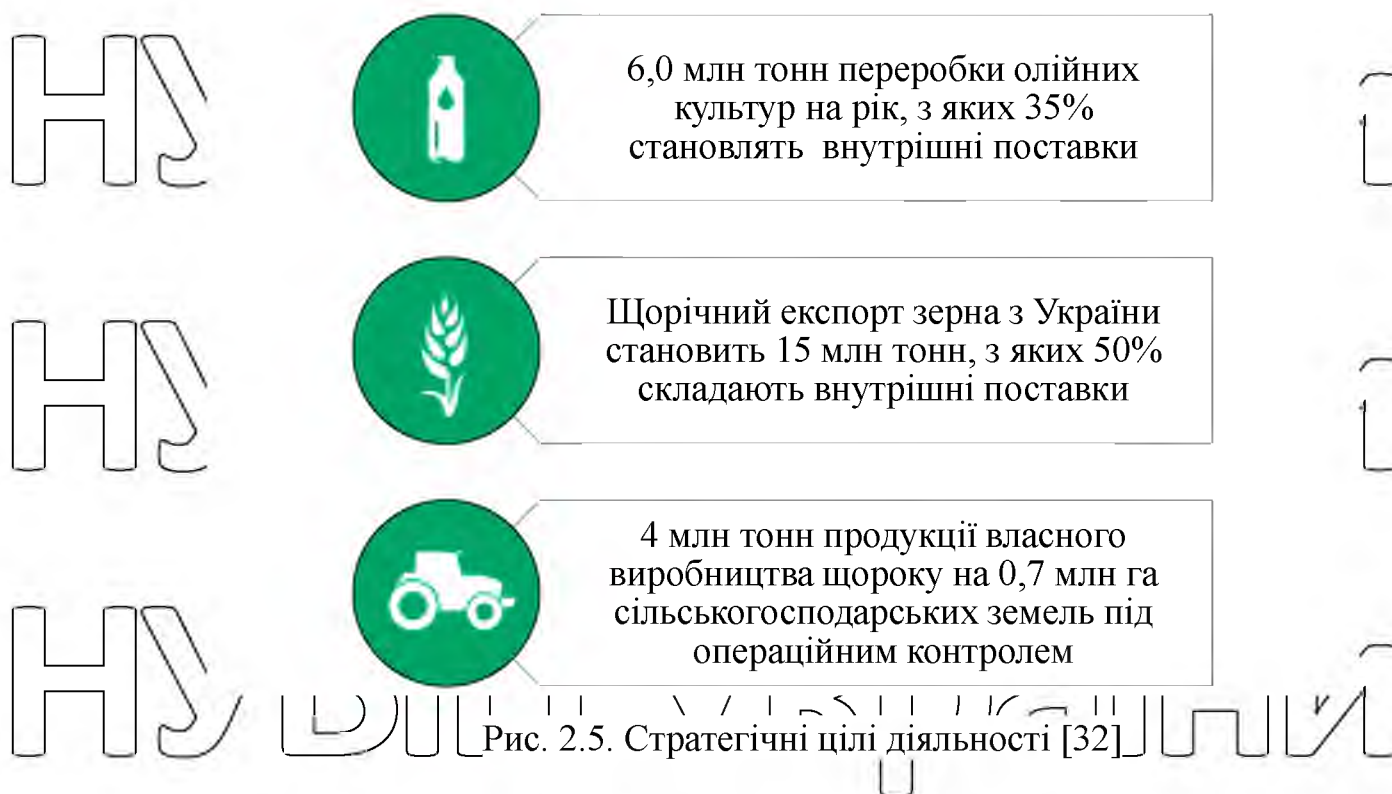 6,0 млн тонн переробки олійних
культур на рік, з яких 35%
становлять внутрішні поставки
Щорічний експорт зерна з України
становить 15 млн тонн, з яких 50%
складають внутрішні поставки
4 млн тонн продукції власного
виробництва щороку на 0,7 млн га
сільськогосподарських земель під
операційним контролем
Рис. 2.5. Стратегічні цілі діяльності [32]